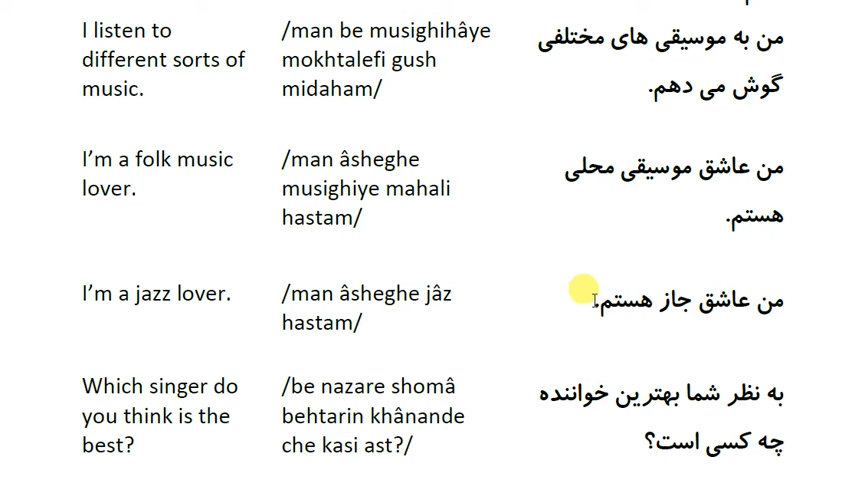 I listen to
different sorts of
music.
/man be musighihâye
mokhtalefi gush
midaham/
من به موسیقی های مختلفی
گوش می دهم.
I'm a folk music
lover.
/man âsheghe
musighiye mahali
hastam/
من عاشق موسیقی محلی
هستم.
I'm a jazz lover.
/man âsheghe jâz
hastam/
من عاشق جاز هستم.
Which singer do
you think is the
best?
/be nazare shomâ
behtarin khânande
che kasi ast?/
به نظر شما بهترین خواننده
چه کسی است؟